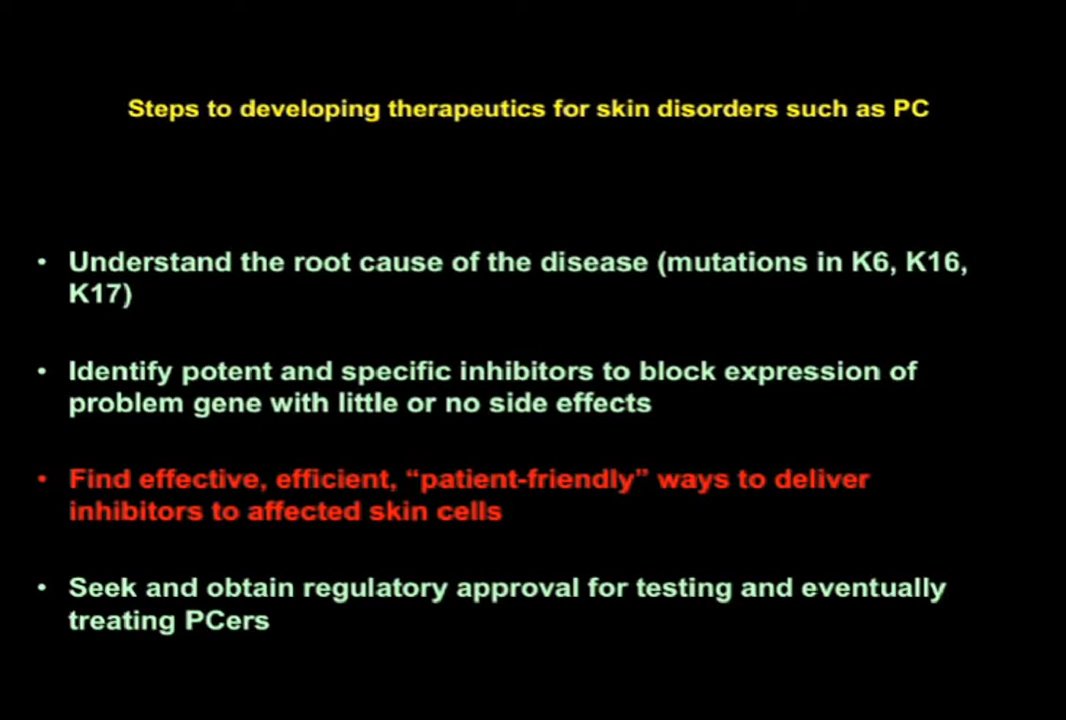 Steps to developing therapeutics for skin disorders such as PC
• Understand the root cause of the disease (mutations in K6, K16,
K17)
• Identify potent and specific inhibitors to block expression of
problem gene with little or no side effects
• Find effective, efficient, “patient-friendly” ways to deliver
inhibitors to affected skin cells
• Seek and obtain regulatory approval for testing and eventually
treating PCers